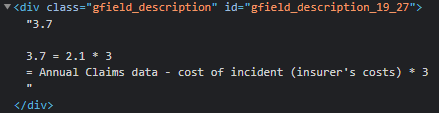 ▼<div class="gfield_description" id="gfield_description_19_27">
"3.7
3.7 = 2.1 * 3
= Annual Claims data - cost of incident (insurer's costs) * 3
"
</div>